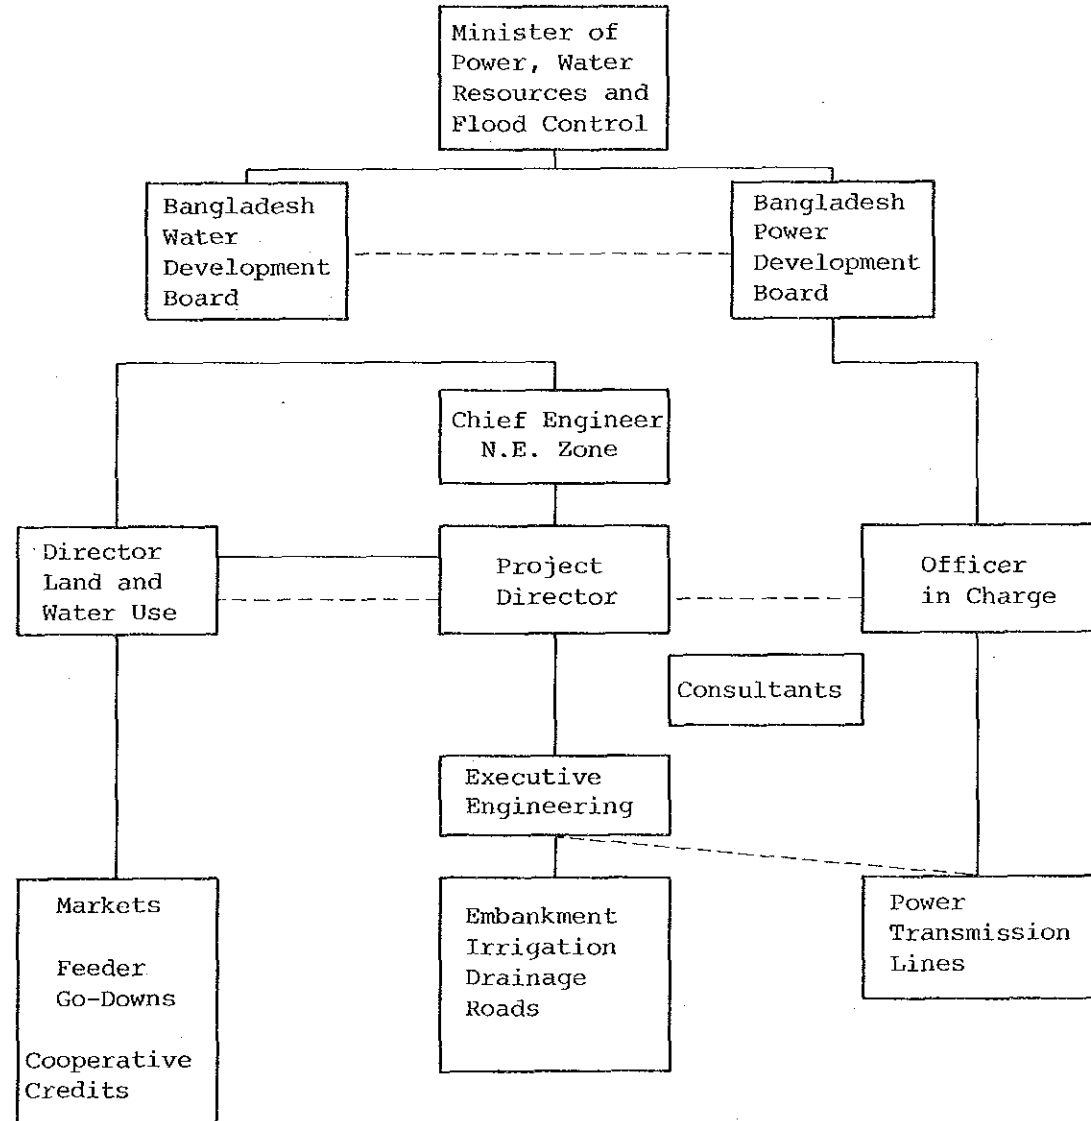 Minister of
Power, Water
Resources and
Flood Control
Bangladesh
Water
Development
Board
Bangladesh
Power
Development
Board
Chief Engineer
N.E. Zone
Director
Land and
Water Use
Project
Director
Officer
in Charge
Consultants
Executive
Engineering
Markets
Feeder
Go-Downs
Cooperative
Credits
Embankment
Irrigation
Drainage
Roads
Power
Transmission
Lines